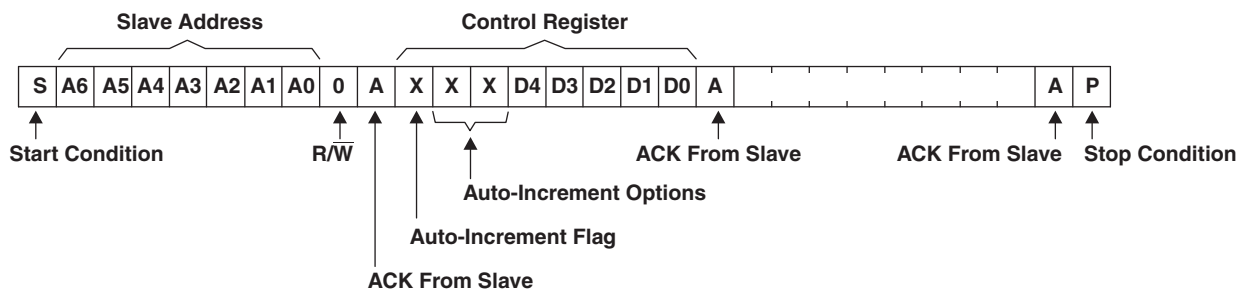 Slave Address Control Register
S A6 A5 A4 A3 A2 A1 A0 0 A X X X D4 D3 D2 D1 D0 A A P
Start Condition R/W̅ ACK From Slave ACK From Slave Stop Condition
Auto-Increment Options
Auto-Increment Flag
ACK From Slave